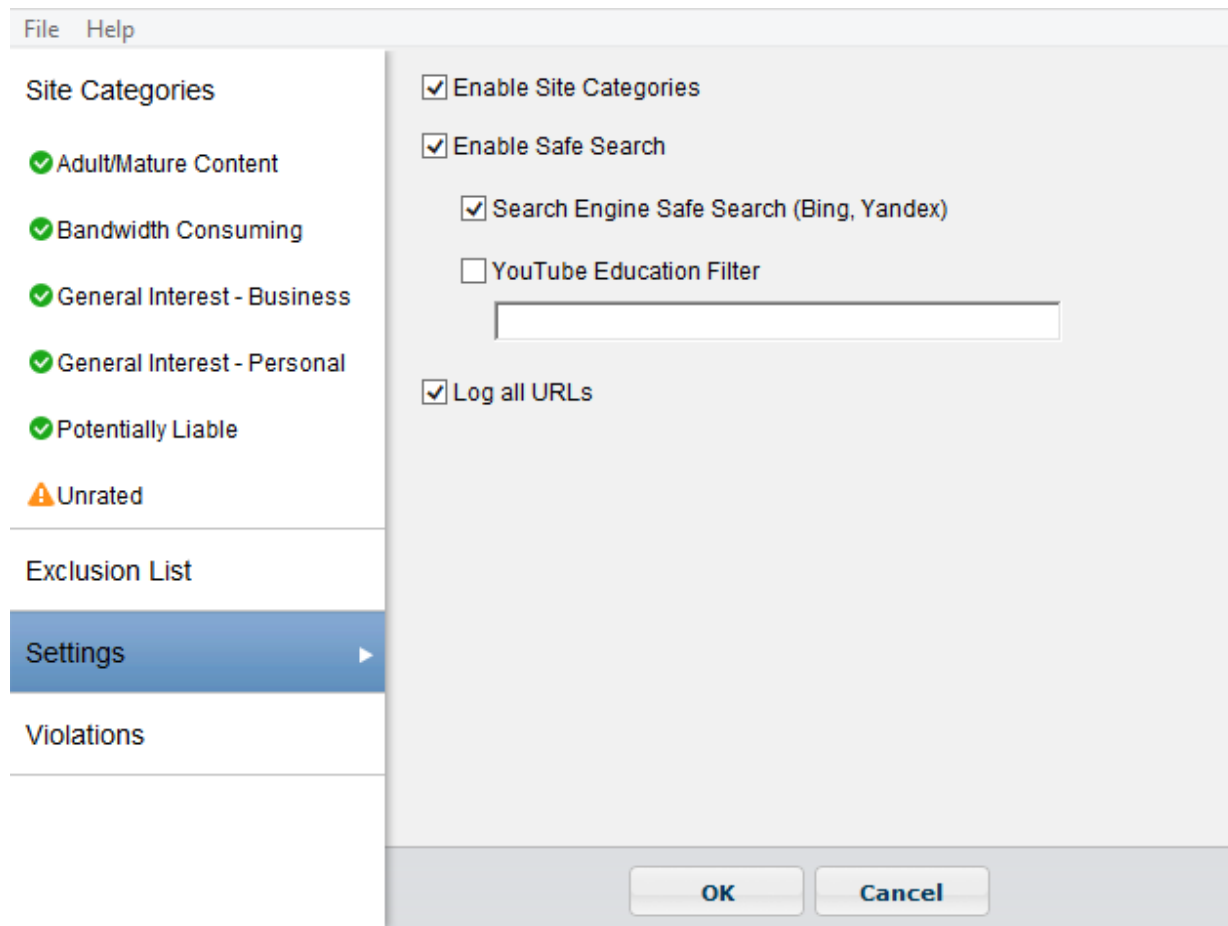 File Help
Site Categories
Adult/Mature Content
Bandwidth Consuming
General Interest - Business
General Interest - Personal
Potentially Liable
Unrated
Exclusion List
Settings
Violations
Enable Site Categories
Enable Safe Search
Search Engine Safe Search (Bing, Yandex)
YouTube Education Filter
Log all URLs
OK Cancel